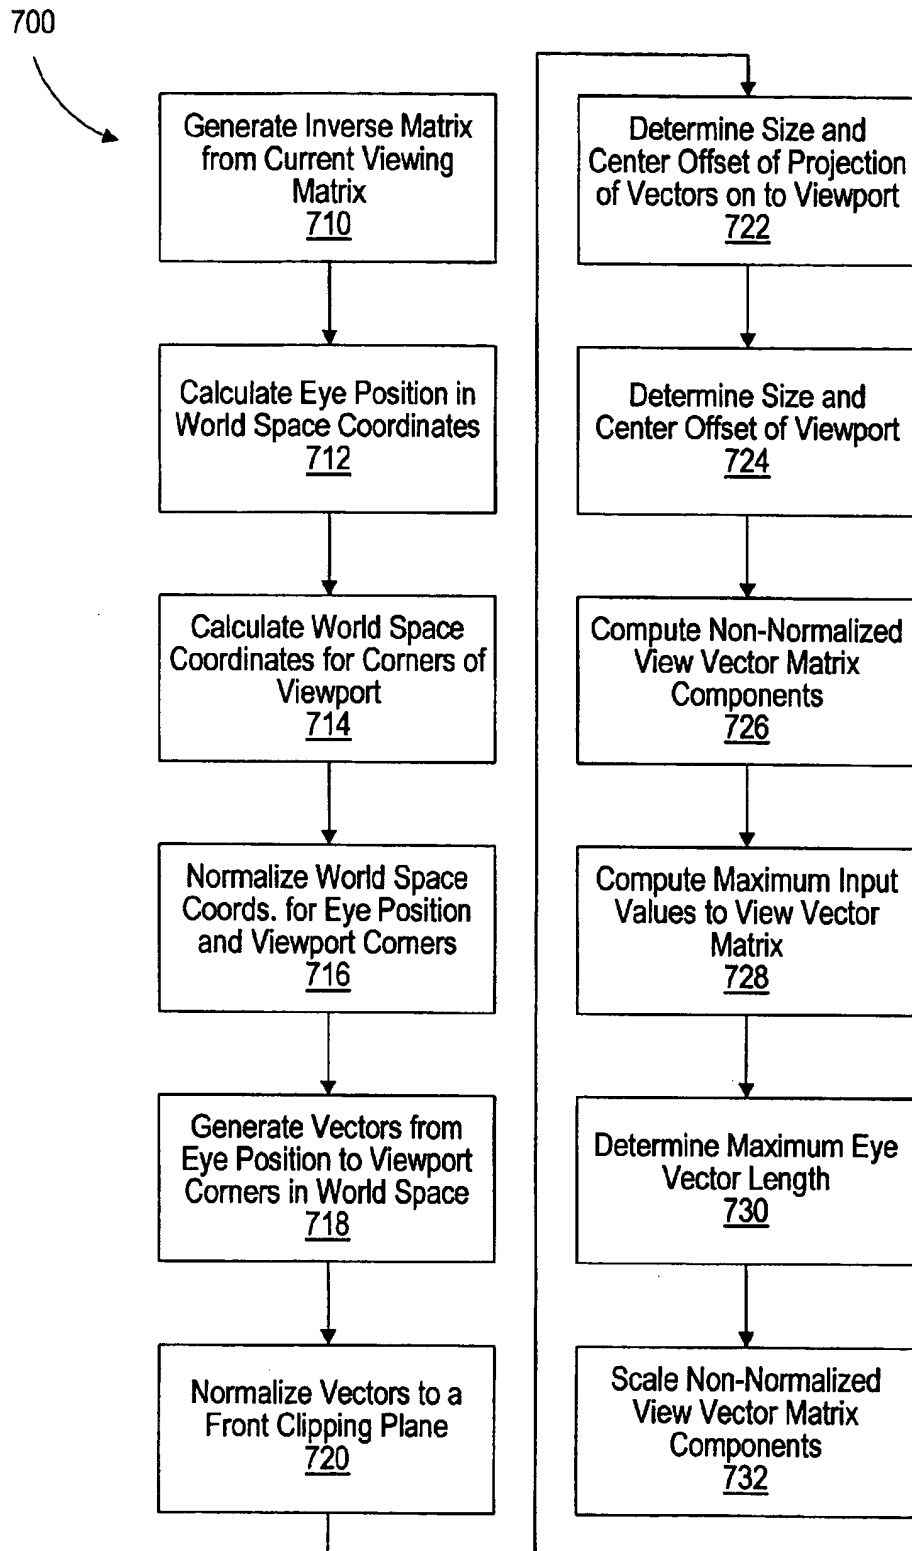 700
Generate Inverse Matrix
from Current Viewing
Matrix
710
Calculate Eye Position in
World Space Coordinates
712
Calculate World Space
Coordinates for Corners of
Viewport
714
Normalize World Space
Coords. for Eye Position
and Viewport Corners
716
Generate Vectors from
Eye Position to Viewport
Corners in World Space
718
Normalize Vectors to a
Front Clipping Plane
720
Determine Size and
Center Offset of Projection
of Vectors on to Viewport
722
Determine Size and
Center Offset of Viewport
724
Compute Non-Normalized
View Vector Matrix
Components
726
Compute Maximum Input
Values to View Vector
Matrix
728
Determine Maximum Eye
Vector Length
730
Scale Non-Normalized
View Vector Matrix
Components
732